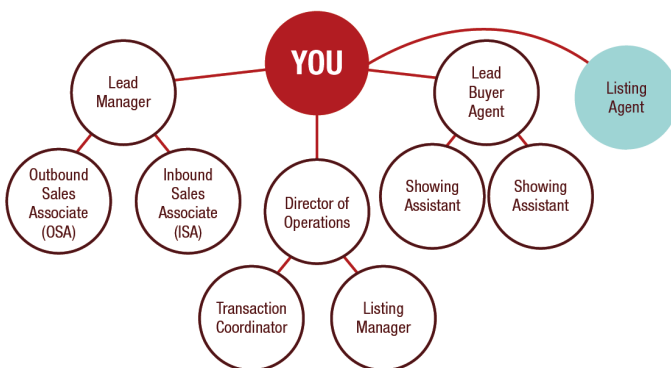 YOU
Lead
Manager
Lead
Buyer
Agent
Listing
Agent
Outbound
Sales
Associate
(OSA)
Inbound
Sales
Associate
(ISA)
Director of
Operations
Showing
Assistant
Showing
Assistant
Transaction
Coordinator
Listing
Manager